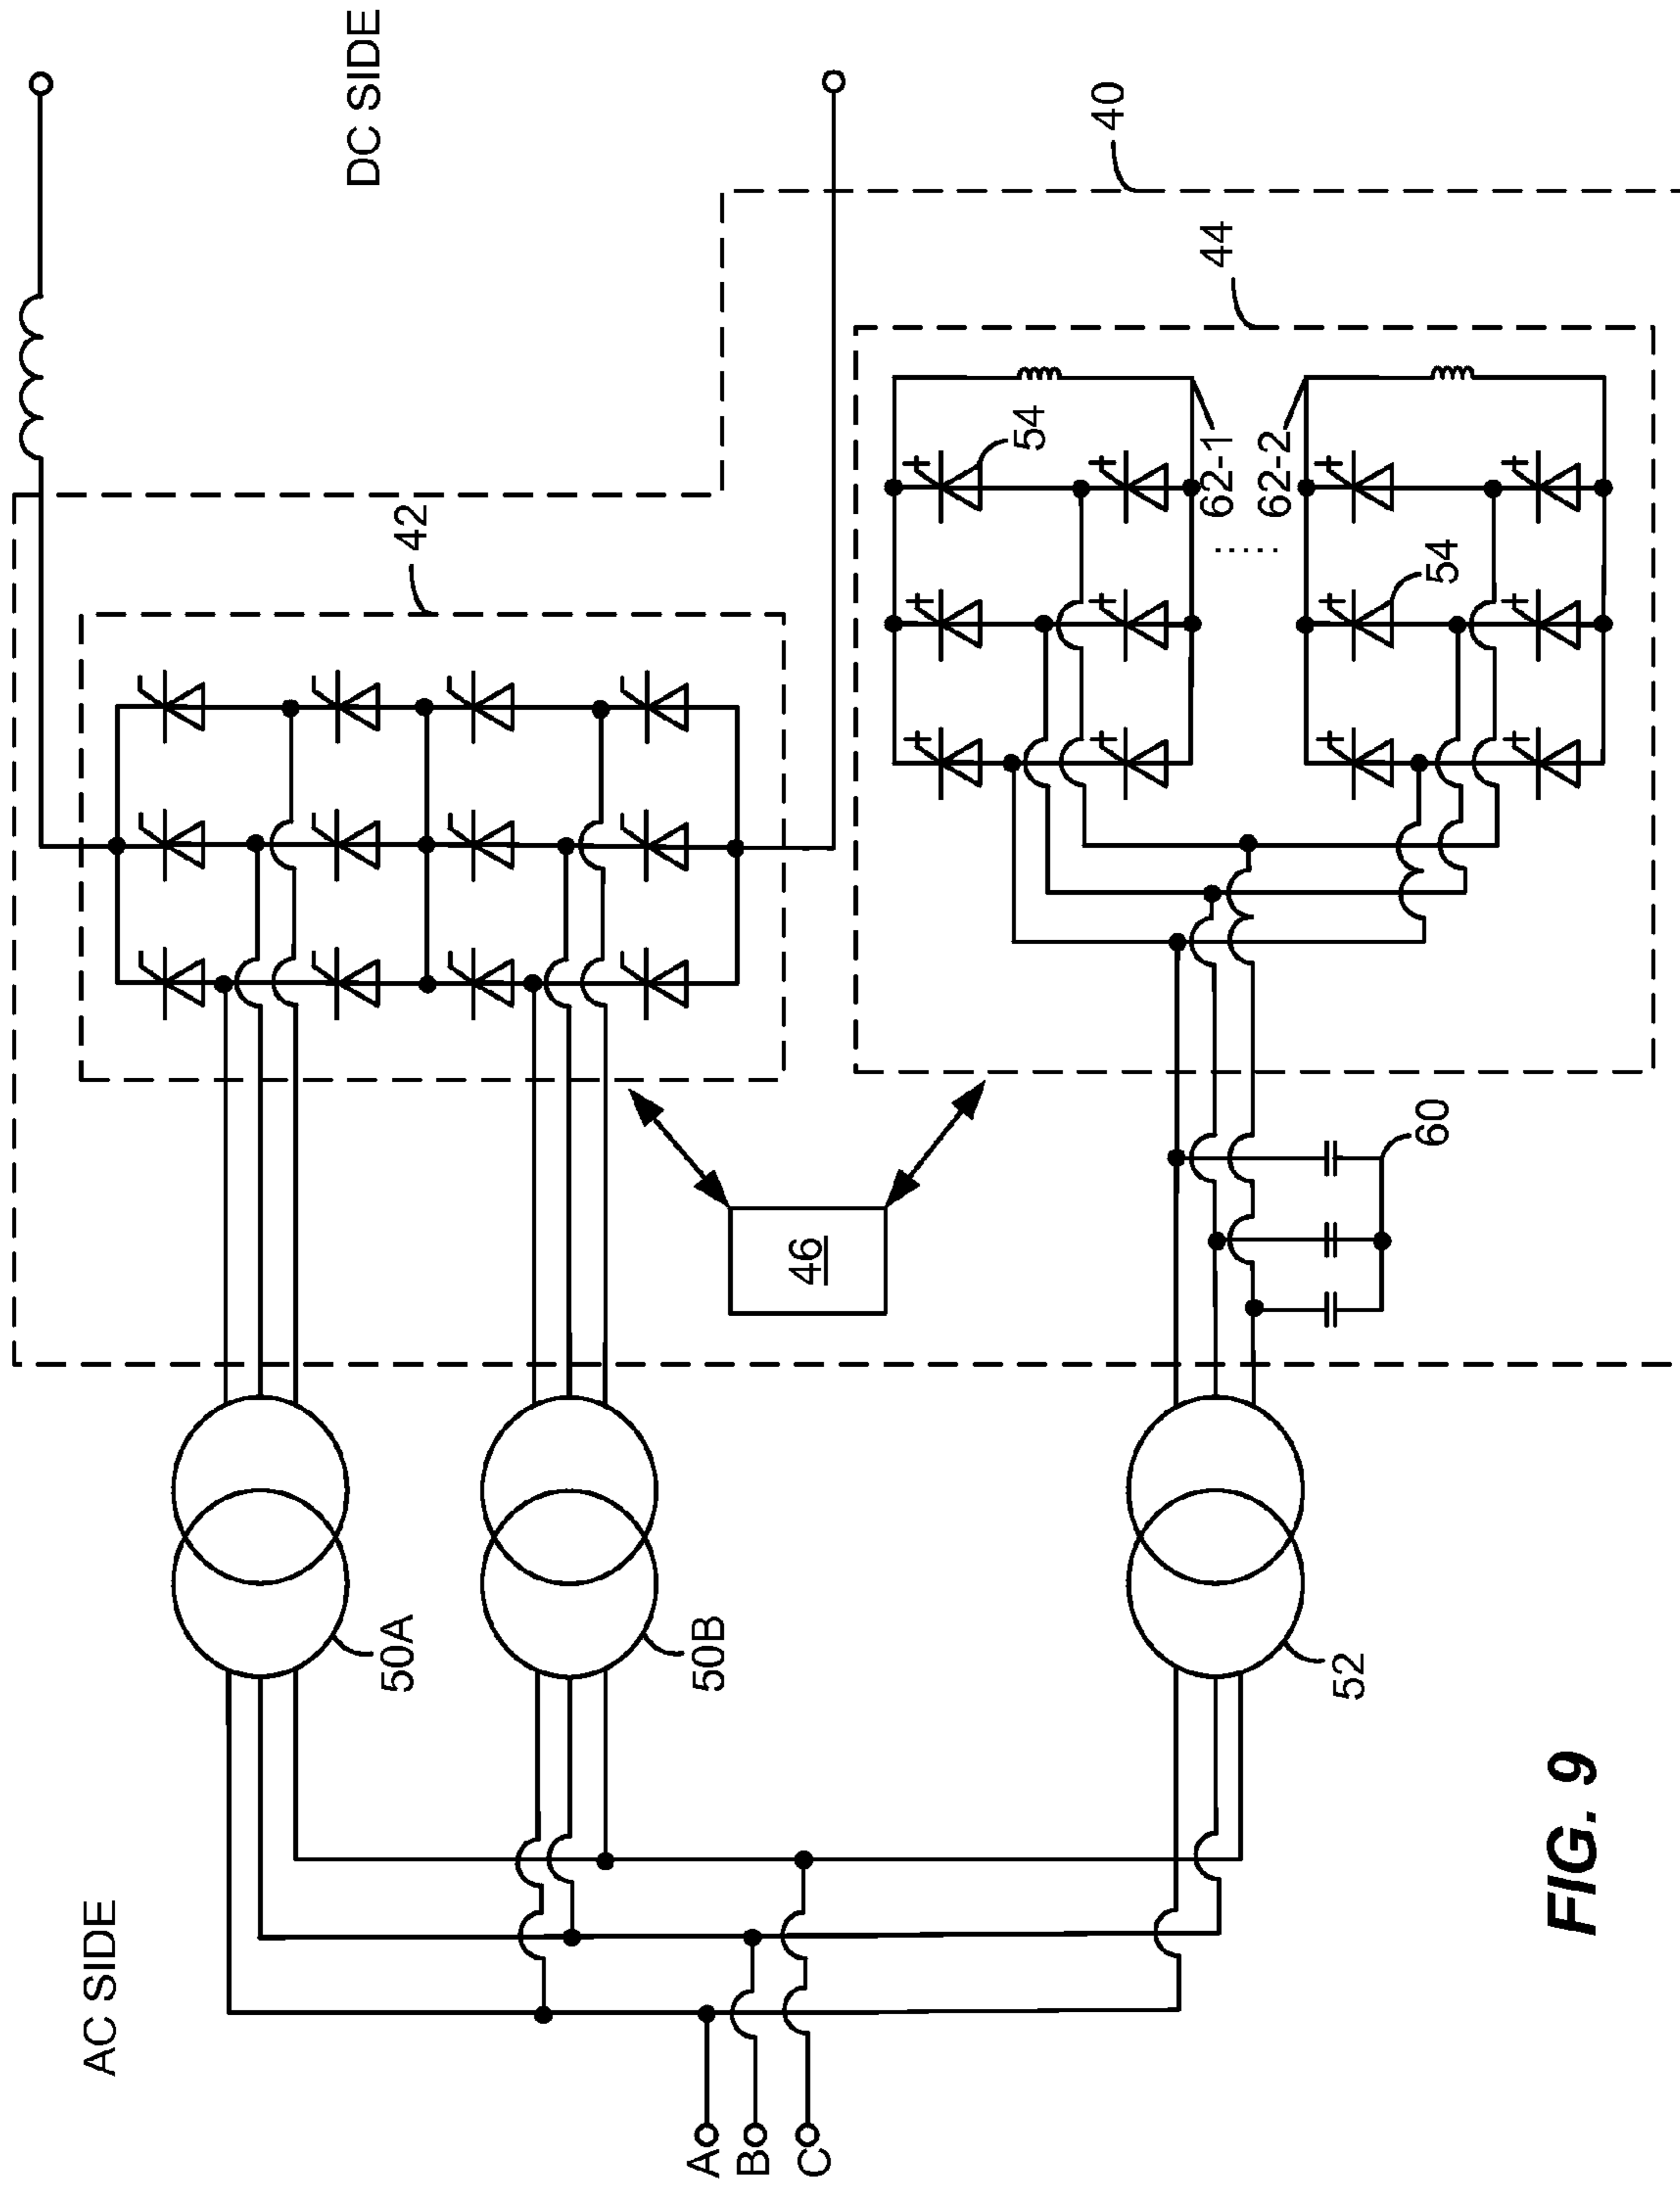 AC SIDE
DC SIDE
A
B
C
50A
50B
52
42
46
40
44
54
62-1
62-2
.....
54
60
FIG. 9